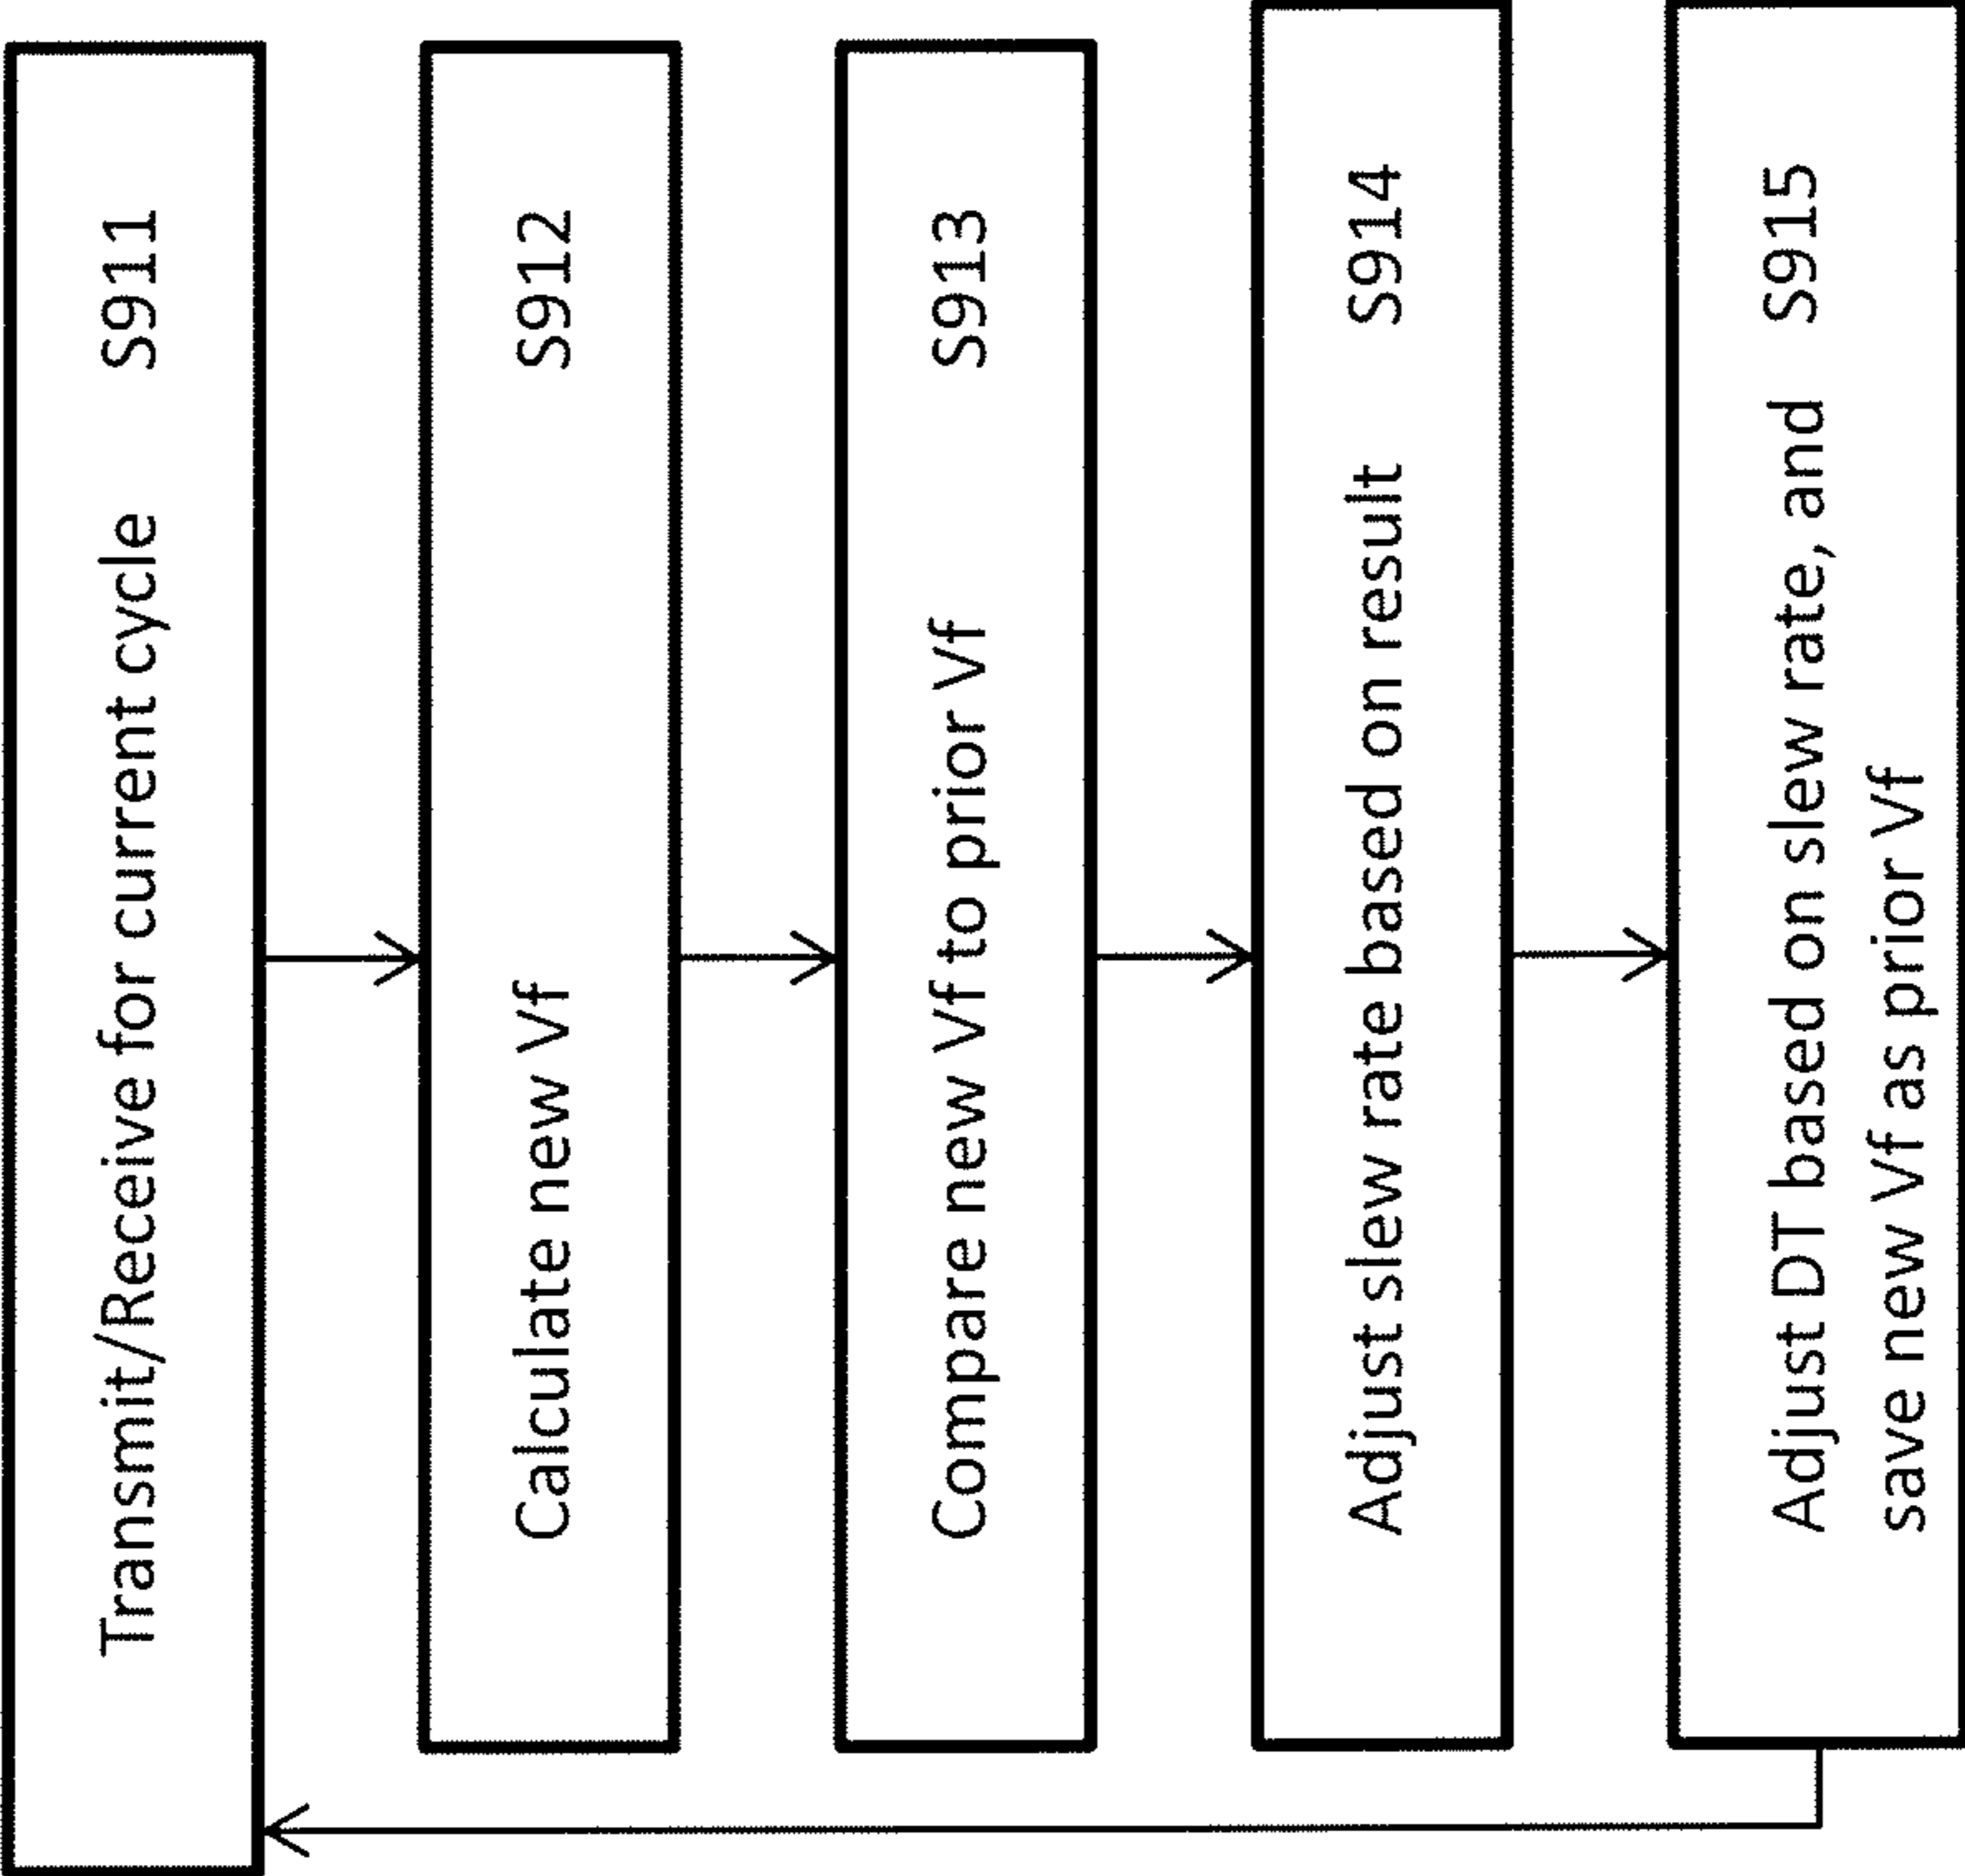 Transmit/Receive for current cycle S911
Calculate new Vf S912
Compare new Vf to prior Vf S913
Adjust slew rate based on result S914
Adjust DT based on slew rate, and S915
save new Vf as prior Vf